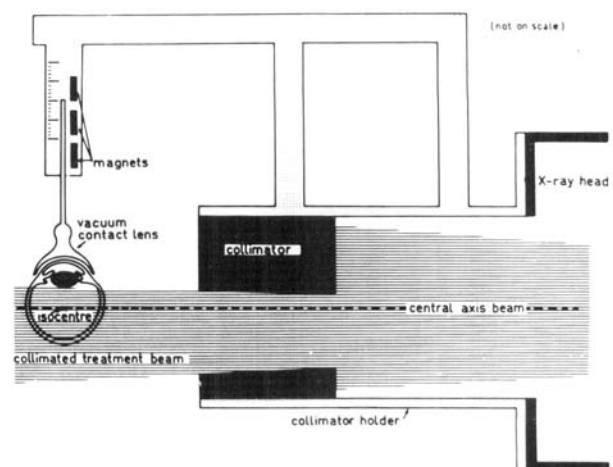 (not on scale)
magnets
X-ray head
vacuum
contact lens
collimator
isocentre
central axis beam
collimated treatment beam
collimator holder